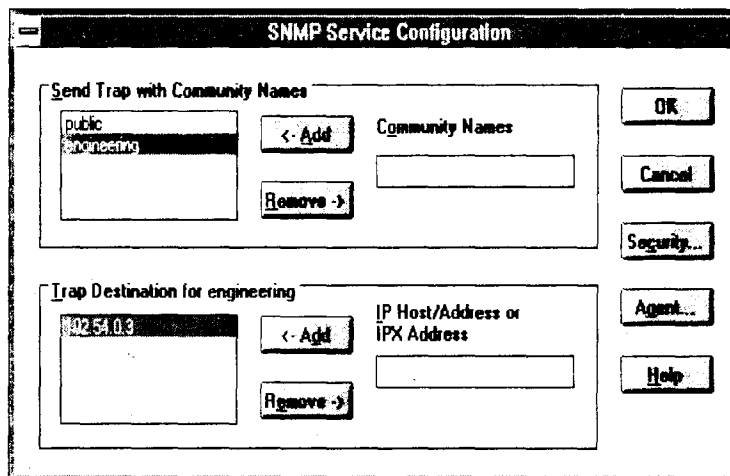 SNMP Service Configuration
Send Trap with Community Names
public
engineering
<- Add
Remove ->
Community Names
OK
Cancel
Security...
Agent...
Help
Trap Destination for engineering
<- Add
Remove ->
IP Host/Address or
IPX Address